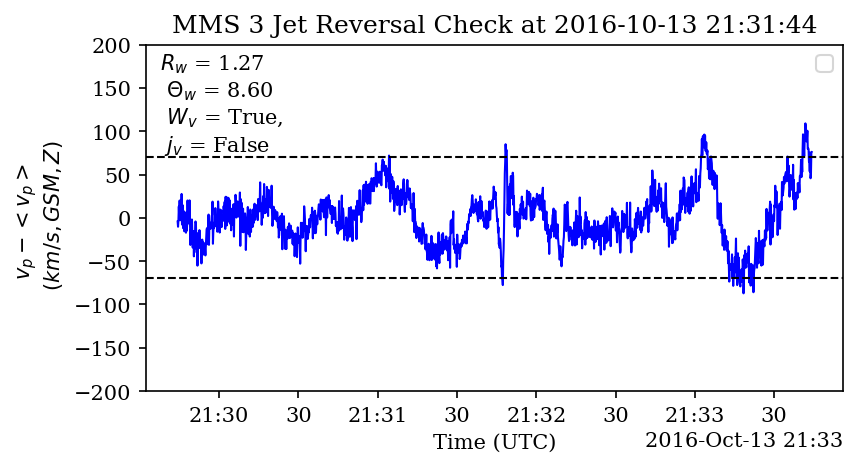 MMS 3 Jet Reversal Check at 2016-10-13 21:31:44
R_w = 1.27
Θ_w = 8.60
W_v = True,
j_v = False
v_p − < v_p >
(km/s, GSM, Z)
200
150
100
50
0
−50
−100
−150
−200
21:30 30 21:31 30 21:32 30 21:33 30
Time (UTC) 2016-Oct-13 21:33